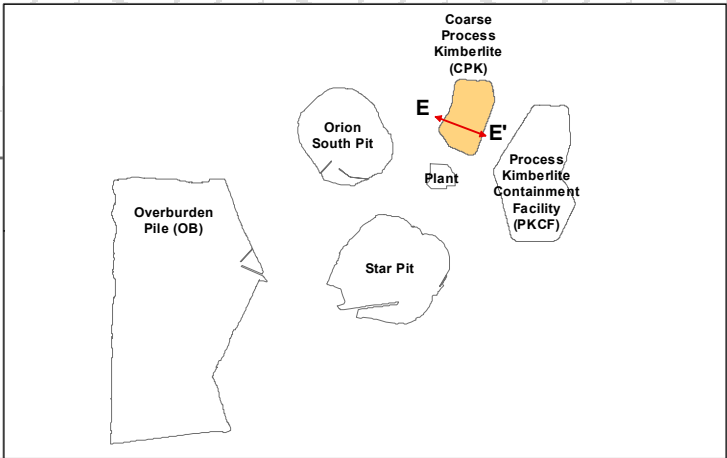 Coarse
Process
Kimberlite
(CPK)
E
E'
Orion
South Pit
Plant
Process
Kimberlite
Containment
Facility
(PKCF)
Overburden
Pile (OB)
Star Pit